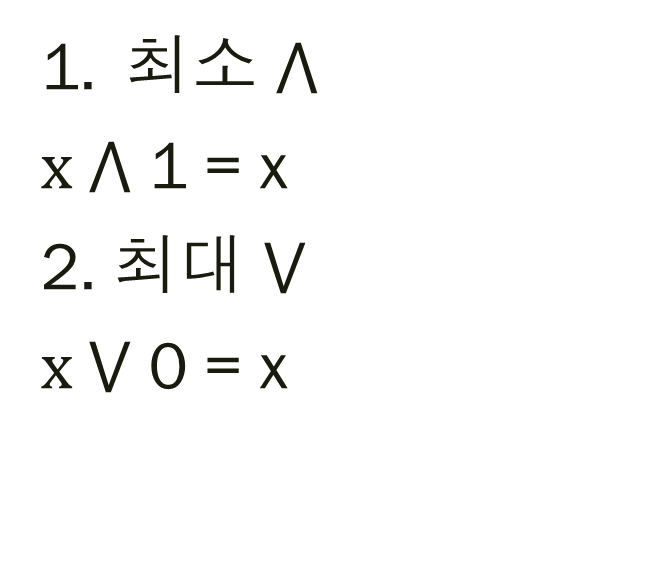 1. 최소 ⋀
x ⋀ 1 = x
2. 최대 ⋁
x ⋁ 0 = x